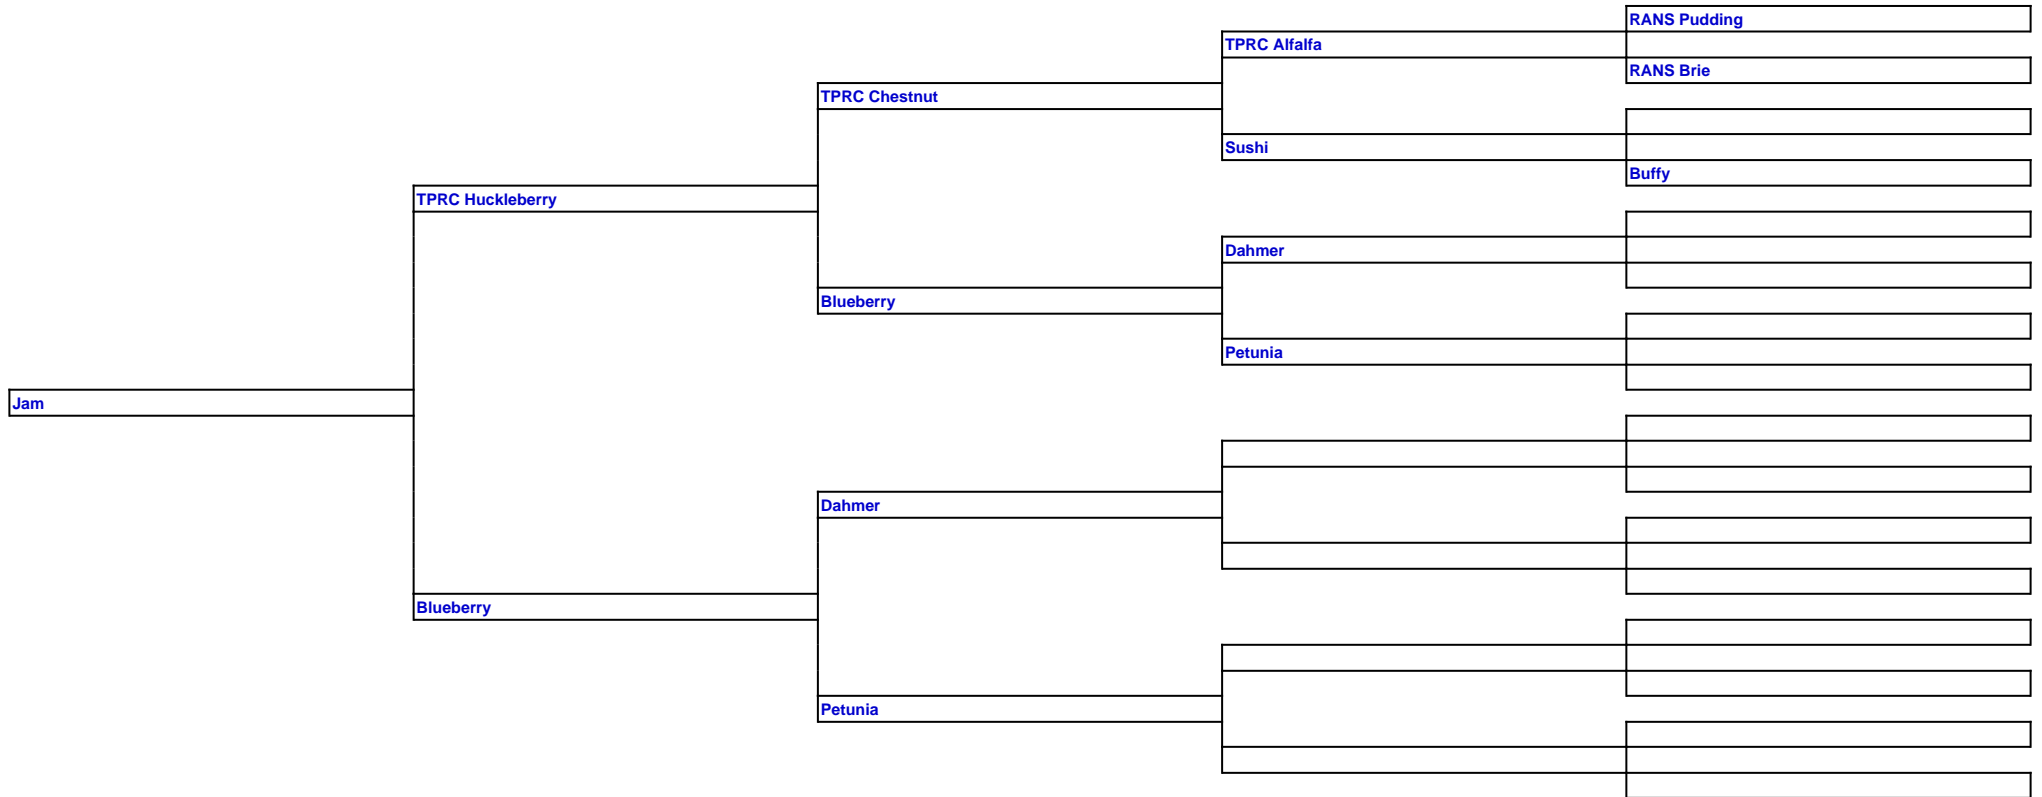 RANS Pudding
TPRC Alfalfa
RANS Brie
TPRC Chestnut
Sushi
Buffy
TPRC Huckleberry
Dahmer
Blueberry
Petunia
Jam
Dahmer
Blueberry
Petunia